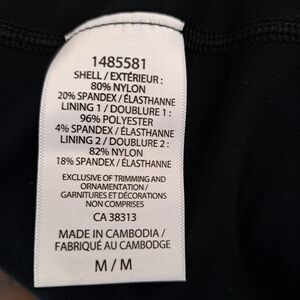 1485581
SHELL / EXTÉRIEUR :
80% NYLON
20% SPANDEX / ÉLASTHANNE
LINING 1 / DOUBLURE 1 :
96% POLYESTER
4% SPANDEX / ÉLASTHANNE
LINING 2 / DOUBLURE 2 :
82% NYLON
18% SPANDEX / ÉLASTHANNE
EXCLUSIVE OF TRIMMING AND
ORNAMENTATION /
GARNITURES ET DÉCORATIONS
NON COMPRISES
CA 38313
MADE IN CAMBODIA /
FABRIQUÉ AU CAMBODGE
M / M